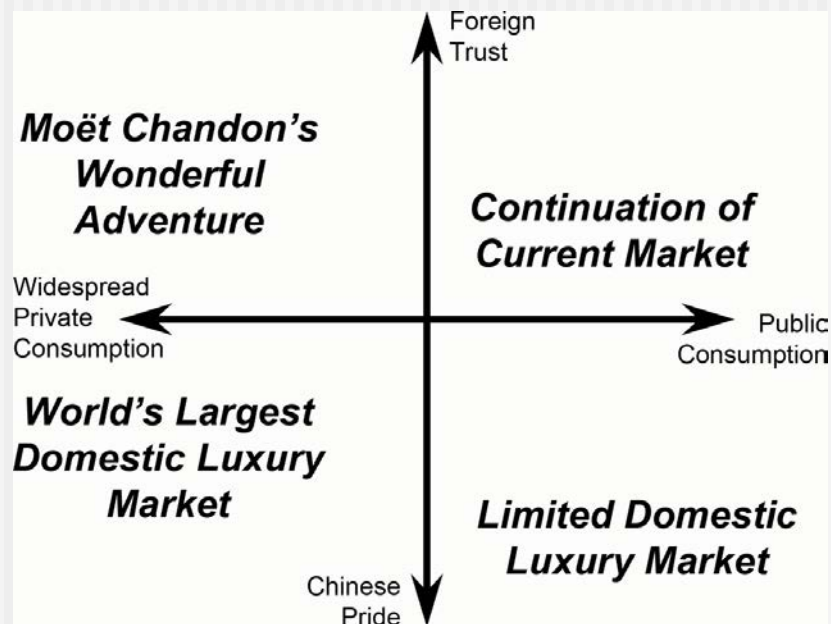 Foreign
Trust
Moët Chandon's
Wonderful
Adventure
Continuation of
Current Market
Widespread
Private
Consumption
Public
Consumption
World's Largest
Domestic Luxury
Market
Limited Domestic
Luxury Market
Chinese
Pride